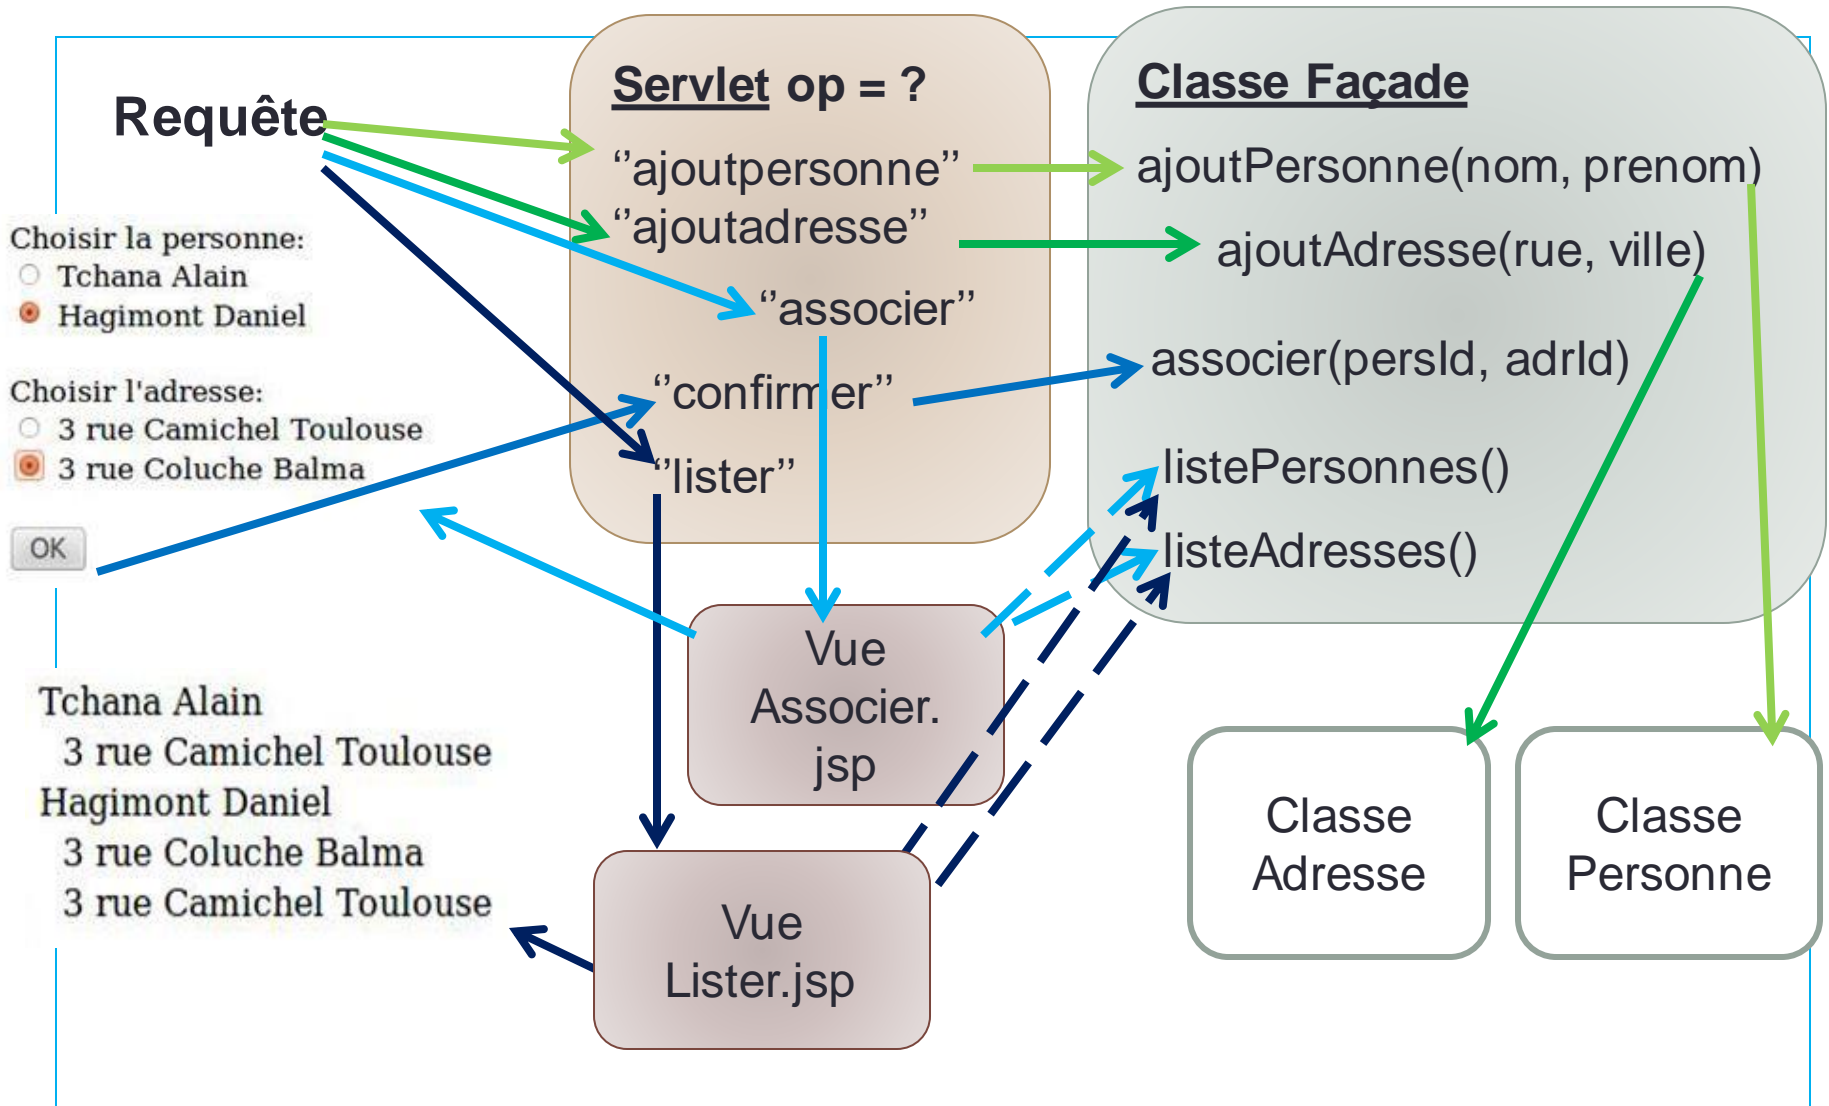 Requête
Choisir la personne:
Tchana Alain
Hagimont Daniel
Choisir l'adresse:
3 rue Camichel Toulouse
3 rue Coluche Balma
OK
Tchana Alain
3 rue Camichel Toulouse
Hagimont Daniel
3 rue Coluche Balma
3 rue Camichel Toulouse
Servlet op = ?
‘’ajoutpersonne’’
‘’ajoutadresse’’
‘’associer’’
‘’confirmer’’
‘’lister’’
Classe Façade
ajoutPersonne(nom, prenom)
ajoutAdresse(rue, ville)
associer(persId, adrId)
listePersonnes()
listeAdresses()
Vue
Associer.
jsp
Vue
Lister.jsp
Classe
Adresse
Classe
Personne